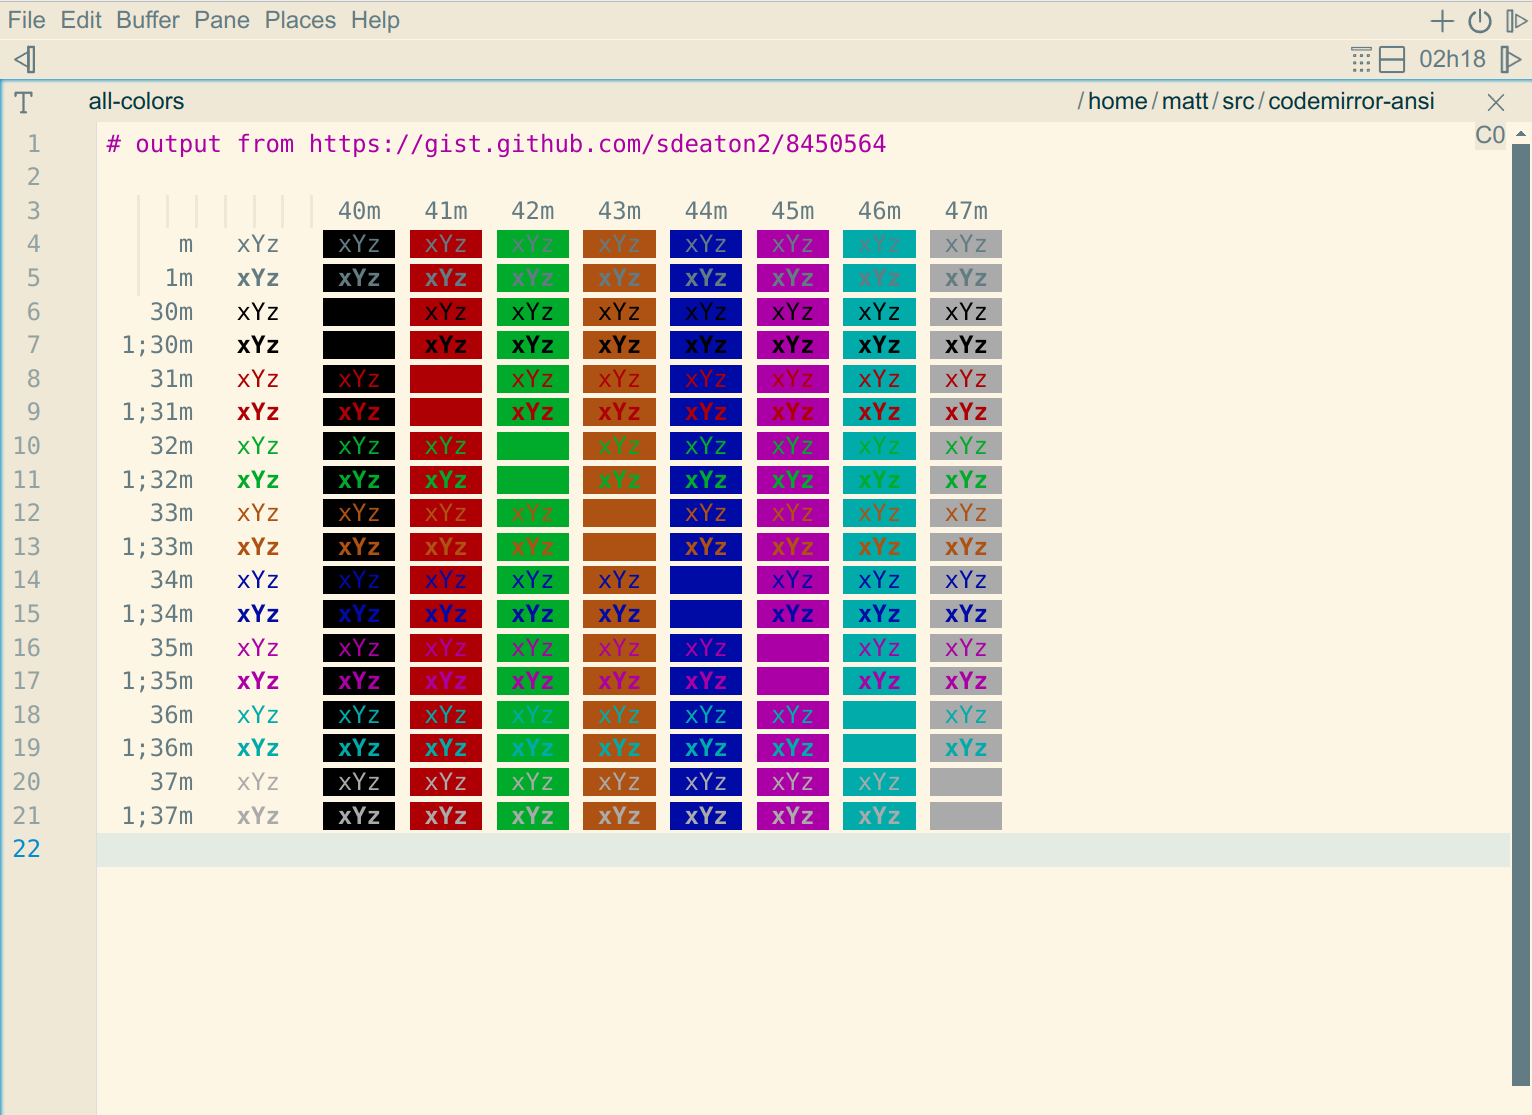 File Edit Buffer Pane Places Help
02h18
all-colors /home/matt/src/codemirror-ansi
C0
1 # output from https://gist.github.com/sdeaton2/8450564
2
3 40m 41m 42m 43m 44m 45m 46m 47m
4 m xYz xYz xYz xYz xYz xYz xYz xYz xYz
5 1m xYz xYz xYz xYz xYz xYz xYz xYz xYz
6 30m xYz xYz xYz xYz xYz xYz xYz xYz
7 1;30m xYz xYz xYz xYz xYz xYz xYz xYz
8 31m xYz xYz xYz xYz xYz xYz xYz xYz
9 1;31m xYz xYz xYz xYz xYz xYz xYz xYz
10 32m xYz xYz xYz xYz xYz xYz xYz xYz
11 1;32m xYz xYz xYz xYz xYz xYz xYz xYz
12 33m xYz xYz xYz xYz xYz xYz xYz xYz
13 1;33m xYz xYz xYz xYz xYz xYz xYz xYz
14 34m xYz xYz xYz xYz xYz xYz xYz xYz
15 1;34m xYz xYz xYz xYz xYz xYz xYz xYz
16 35m xYz xYz xYz xYz xYz xYz xYz xYz
17 1;35m xYz xYz xYz xYz xYz xYz xYz xYz
18 36m xYz xYz xYz xYz xYz xYz xYz xYz
19 1;36m xYz xYz xYz xYz xYz xYz xYz xYz
20 37m xYz xYz xYz xYz xYz xYz xYz xYz
21 1;37m xYz xYz xYz xYz xYz xYz xYz xYz
22